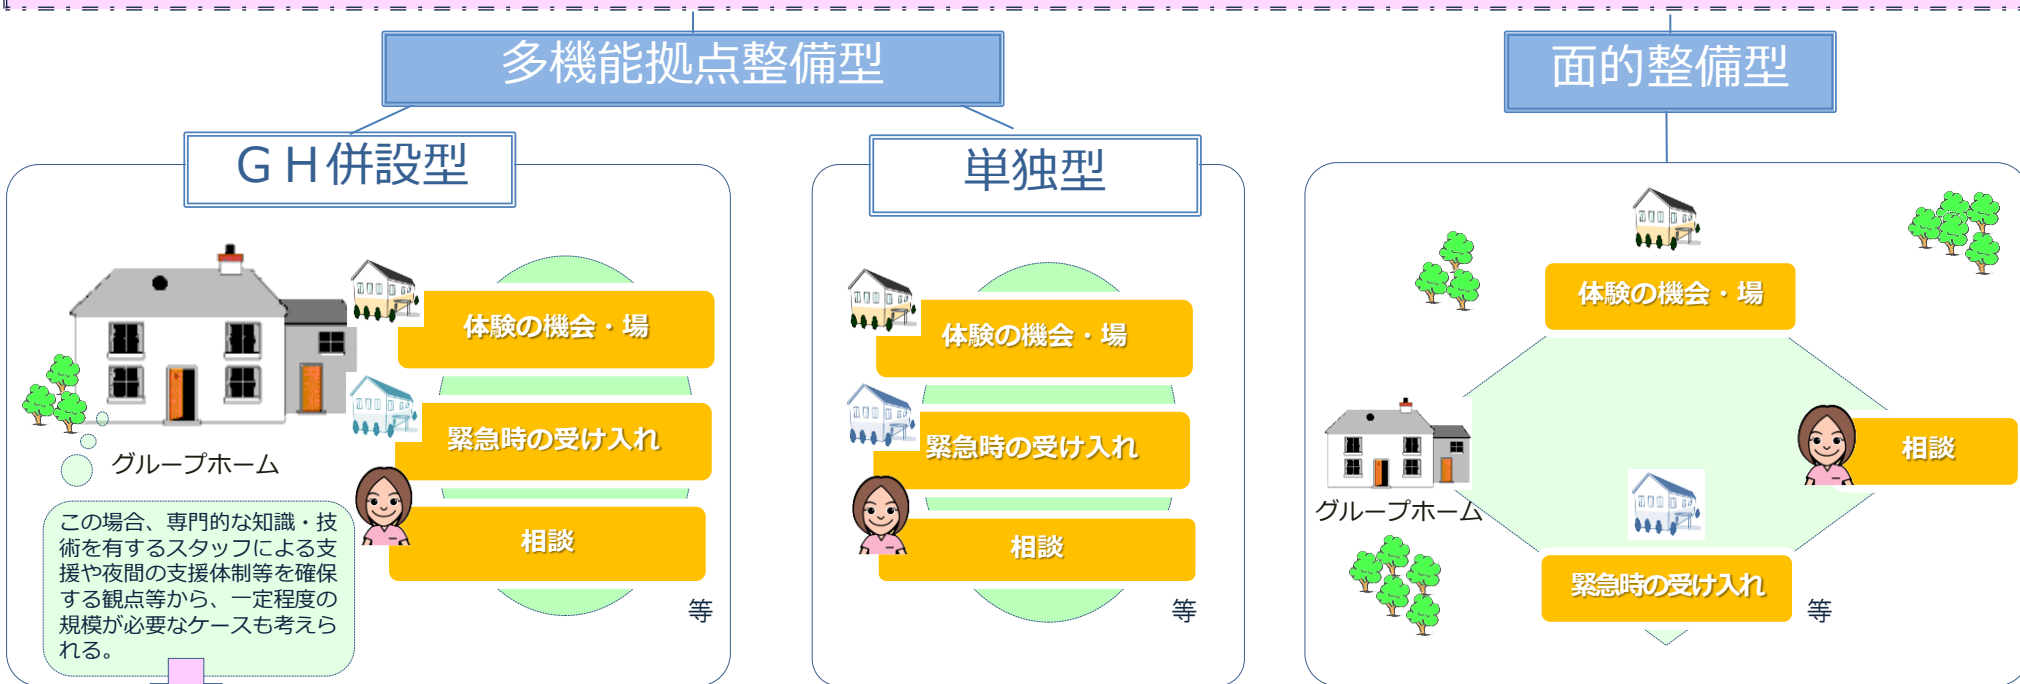 多機能拠点整備型
面的整備型
ＧＨ併設型
単独型
体験の機会・場
緊急時の受け入れ
相談
等
グループホーム
この場合、専門的な知識・技
術を有するスタッフによる支
援や夜間の支援体制等を確保
する観点等から、一定程度の
規模が必要なケースも考えら
れる。
体験の機会・場
緊急時の受け入れ
相談
等
体験の機会・場
相談
グループホーム
緊急時の受け入れ
等